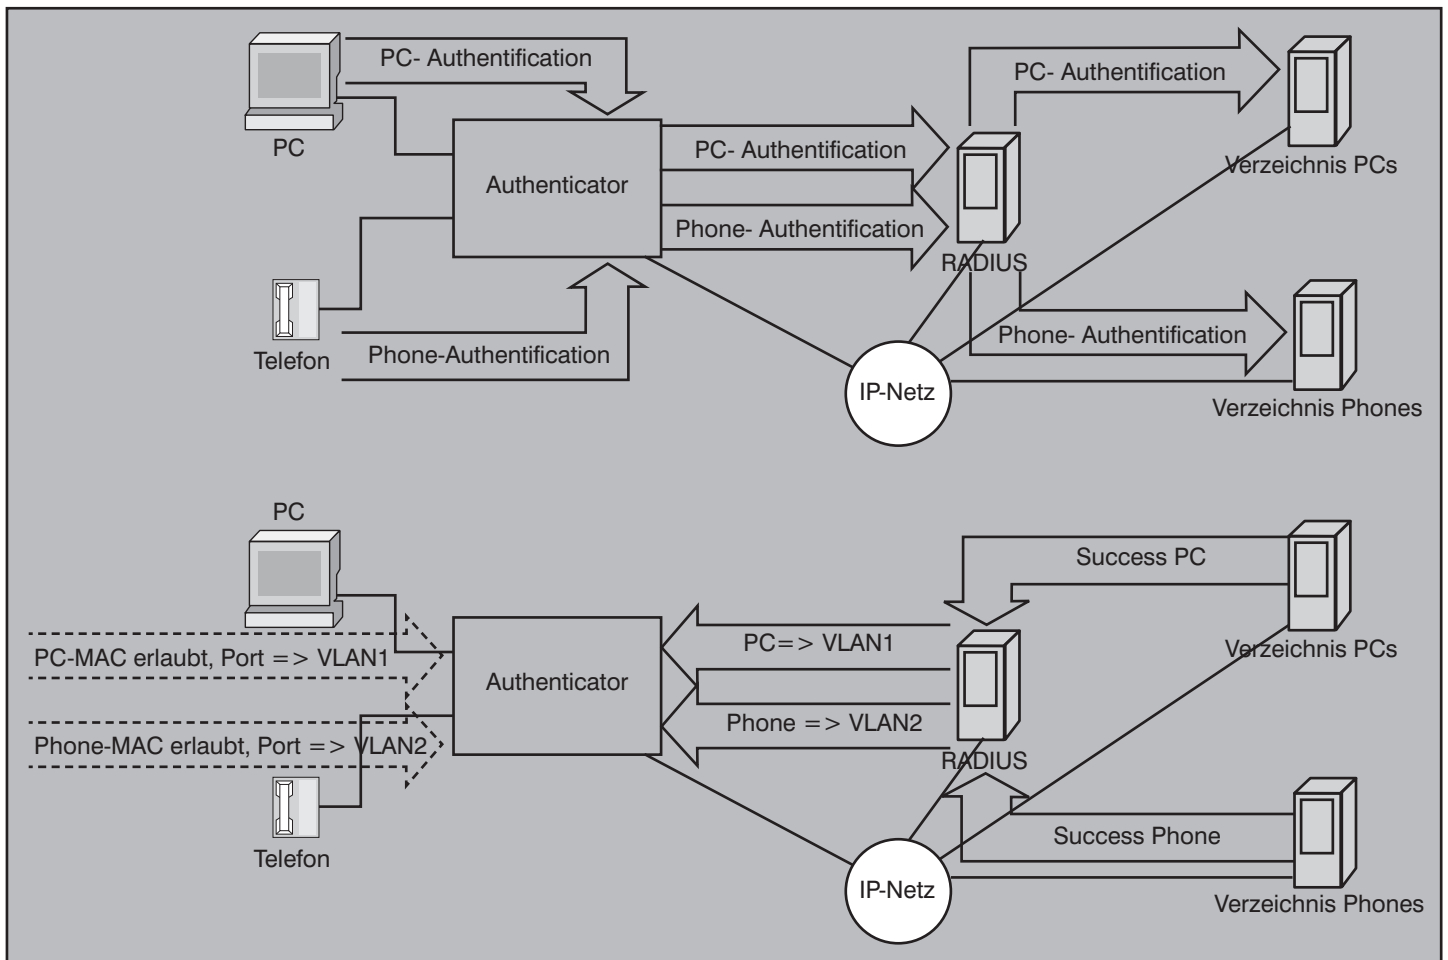 PC- Authentification
PC- Authentification
PC
PC- Authentification
Verzeichnis PCs
Authenticator
Phone- Authentification
RADIUS
Phone- Authentification
Phone-Authentification
Telefon
IP-Netz
Verzeichnis Phones
PC
Success PC
PC=> VLAN1
Verzeichnis PCs
PC-MAC erlaubt, Port => VLAN1
Authenticator
Phone => VLAN2
Phone-MAC erlaubt, Port => VLAN2
RADIUS
Success Phone
Telefon
IP-Netz
Verzeichnis Phones